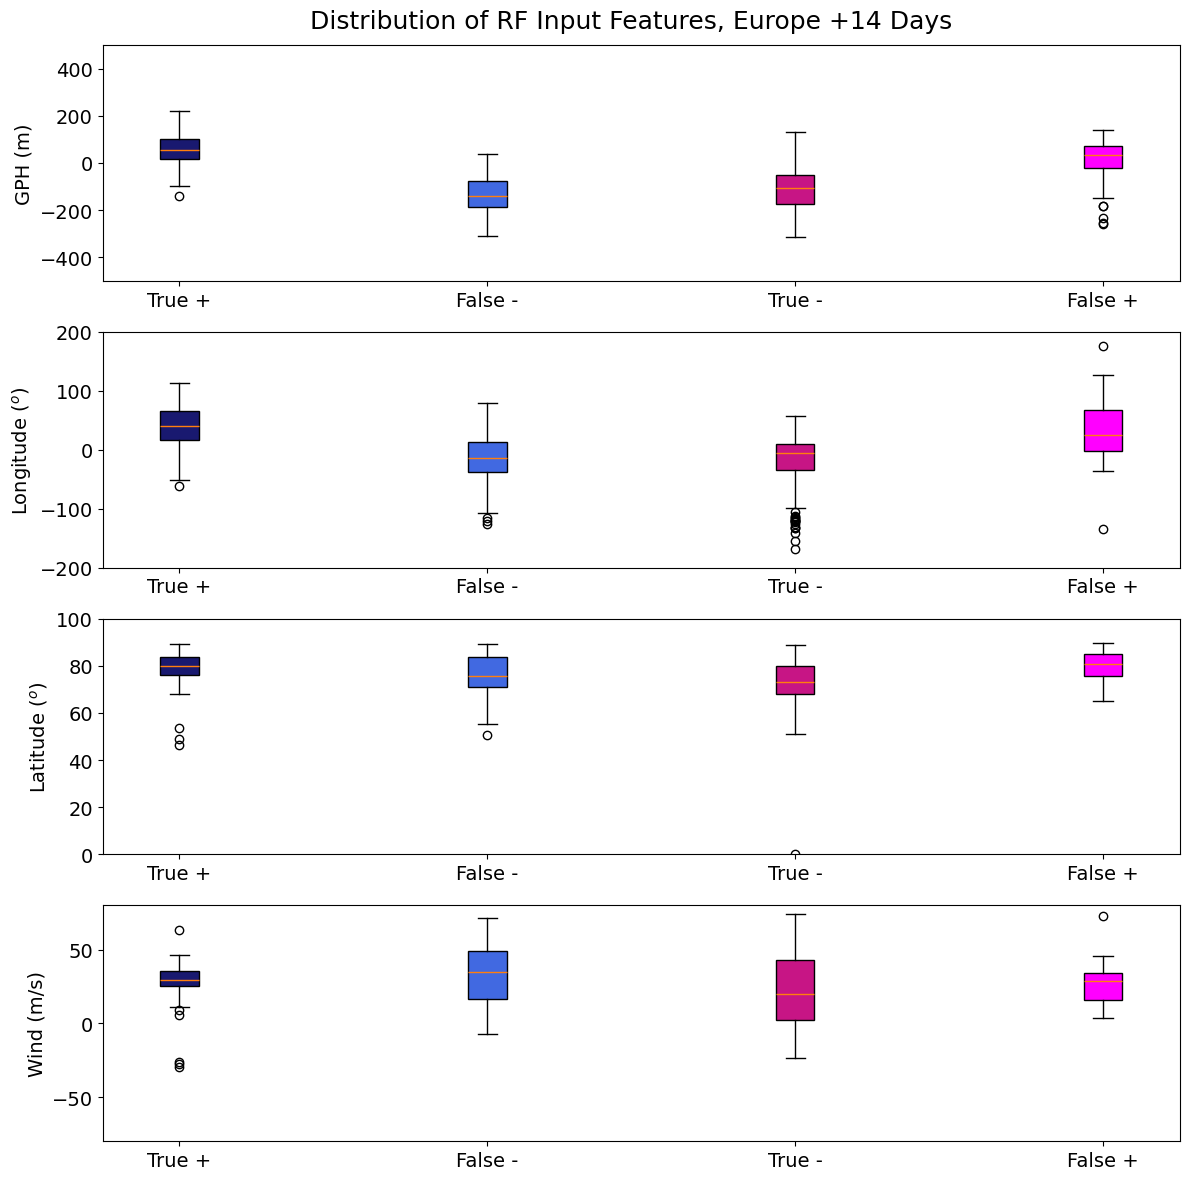 Distribution of RF Input Features, Europe +14 Days
GPH (m)
400
200
0
−200
−400
True +
False -
True -
False +
Longitude (°)
200
100
0
−100
−200
True +
False -
True -
False +
Latitude (°)
100
80
60
40
20
0
True +
False -
True -
False +
Wind (m/s)
50
0
−50
True +
False -
True -
False +